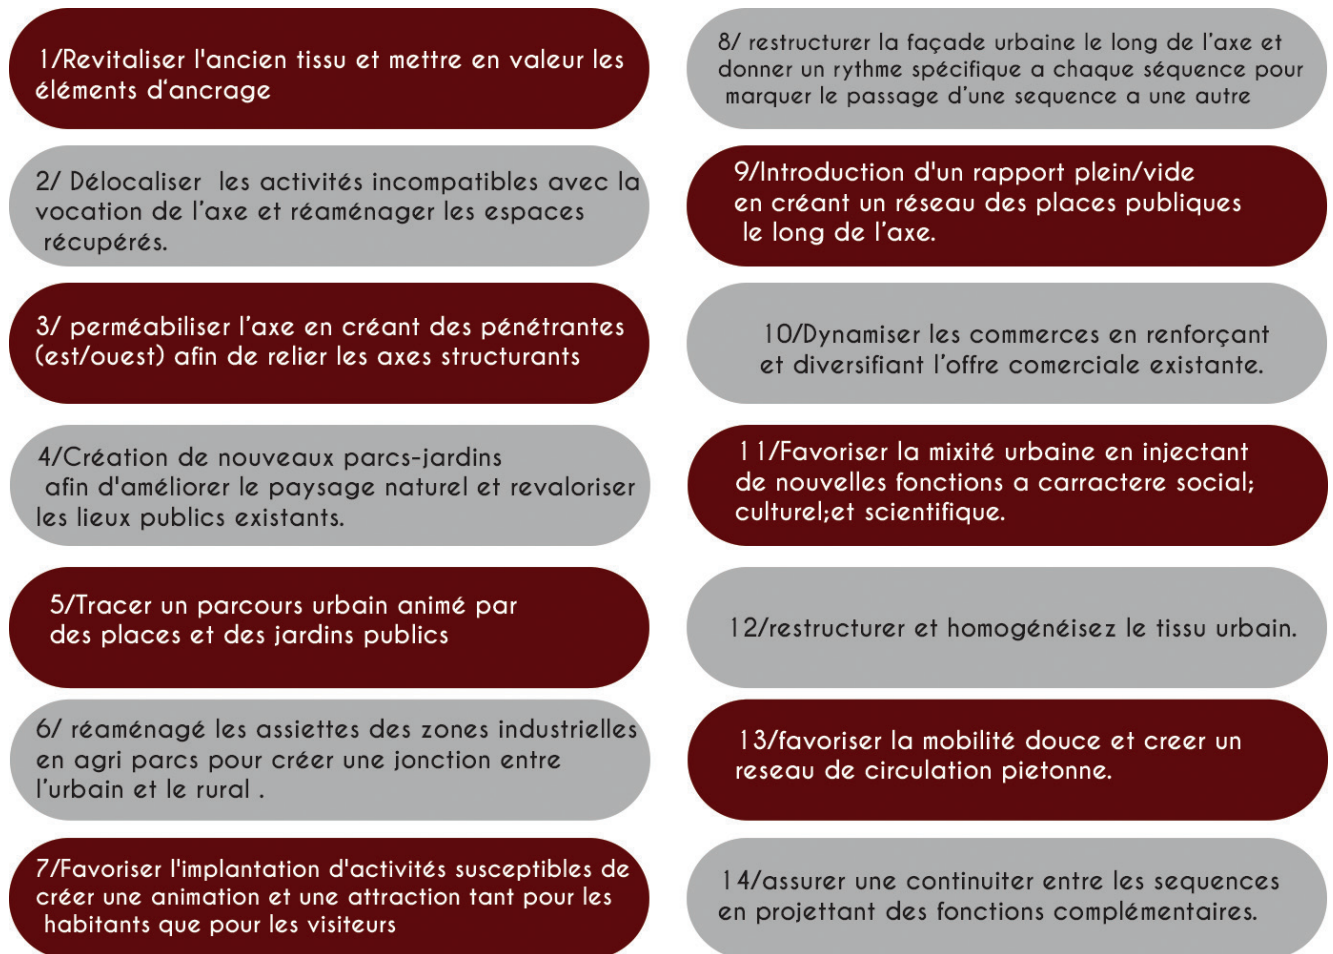 1/Revitaliser l'ancien tissu et mettre en valeur les
éléments d'ancrage
2/ Délocaliser les activités incompatibles avec la
vocation de l'axe et réaménager les espaces
récupérés.
3/ perméabiliser l'axe en créant des pénétrantes
(est/ouest) afin de relier les axes structurants
4/Création de nouveaux parcs-jardins
afin d'améliorer le paysage naturel et revaloriser
les lieux publics existants.
5/Tracer un parcours urbain animé par
des places et des jardins publics
6/ réaménagé les assiettes des zones industrielles
en agri parcs pour créer une jonction entre
l'urbain et le rural .
7/Favoriser l'implantation d'activités susceptibles de
créer une animation et une attraction tant pour les
habitants que pour les visiteurs
8/ restructurer la façade urbaine le long de l'axe et
donner un rythme spécifique a chaque séquence pour
marquer le passage d'une sequence a une autre
9/Introduction d'un rapport plein/vide
en créant un réseau des places publiques
le long de l'axe.
10/Dynamiser les commerces en renforçant
et diversifiant l'offre comerciale existante.
11/Favoriser la mixité urbaine en injectant
de nouvelles fonctions a carractere social;
culturel;et scientifique.
12/restructurer et homogénéisez le tissu urbain.
13/favoriser la mobilité douce et creer un
reseau de circulation pietonne.
14/assurer une continuiter entre les sequences
en projettant des fonctions complémentaires.